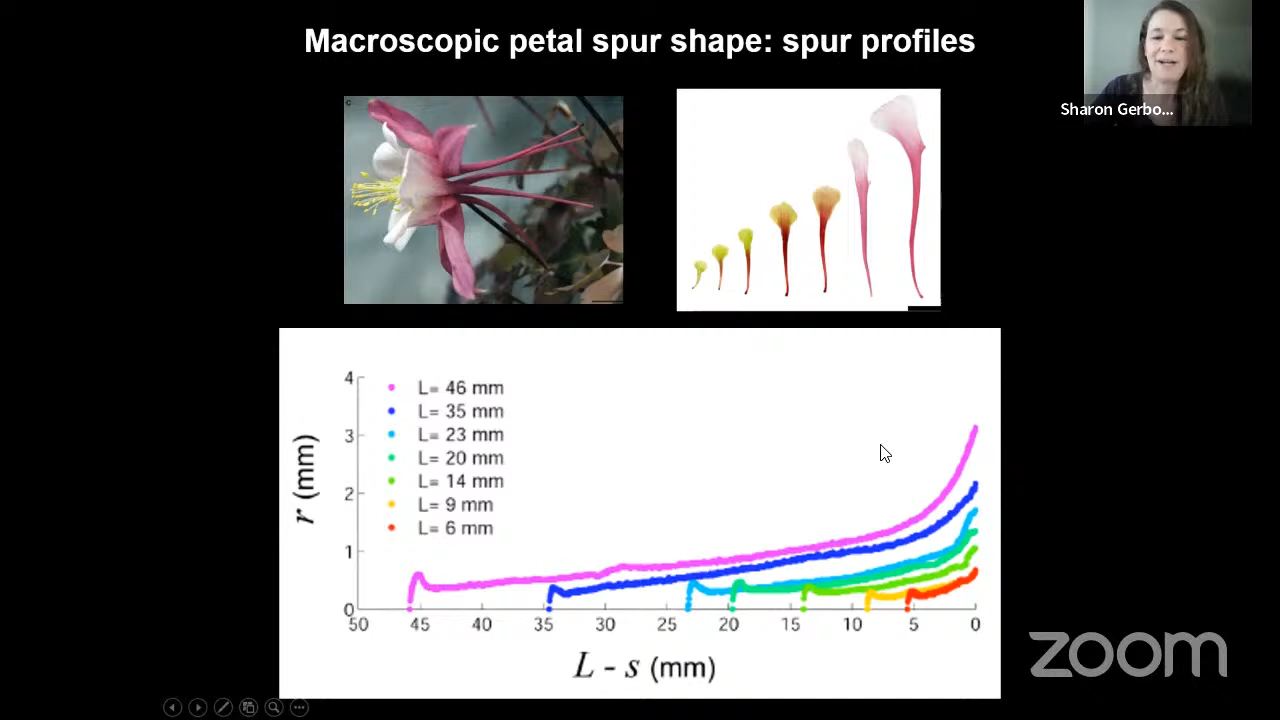 Macroscopic petal spur shape: spur profiles
Sharon Gerbo...
c
4
3
2
1
0
r (mm)
L= 46 mm
L= 35 mm
L= 23 mm
L= 20 mm
L= 14 mm
L= 9 mm
L= 6 mm
50 45 40 35 30 25 20 15 10 5 0
L - s (mm)
zoom